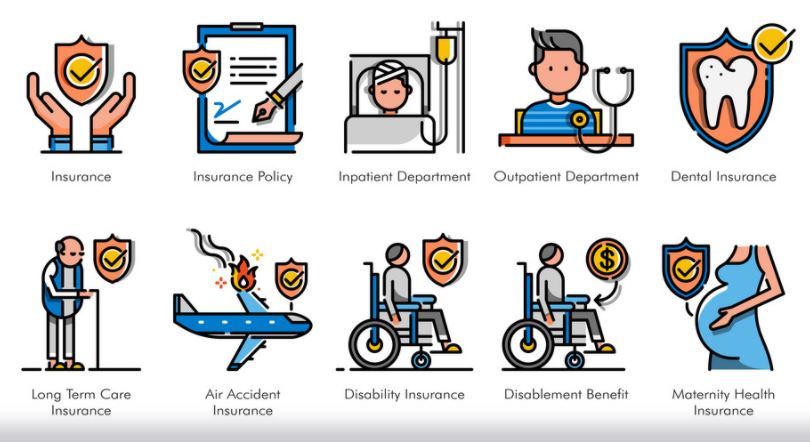 Insurance
Insurance Policy
Inpatient Department
Outpatient Department
Dental Insurance
Long Term Care
Insurance
Air Accident
Insurance
Disability Insurance
$
Disablement Benefit
Maternity Health
Insurance